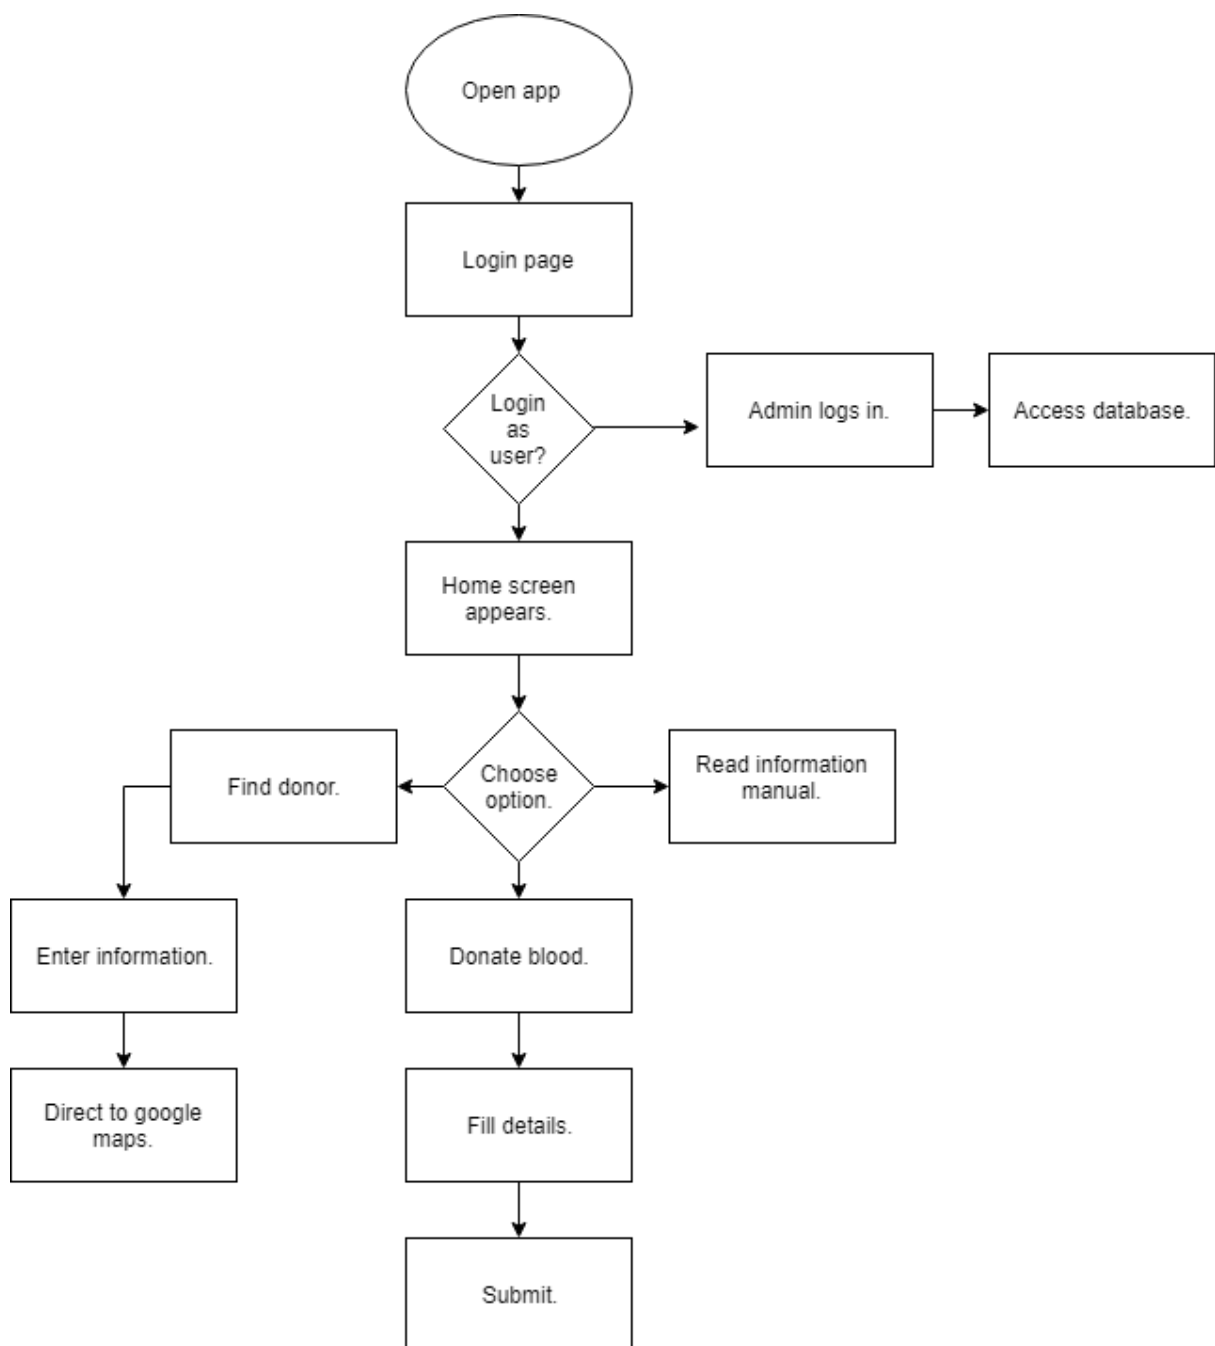 Open app
Login page
Login
as
user?
Admin logs in.
Access database.
Home screen
appears.
Find donor.
Choose
option.
Read information
manual.
Enter information.
Donate blood.
Direct to google
maps.
Fill details.
Submit.